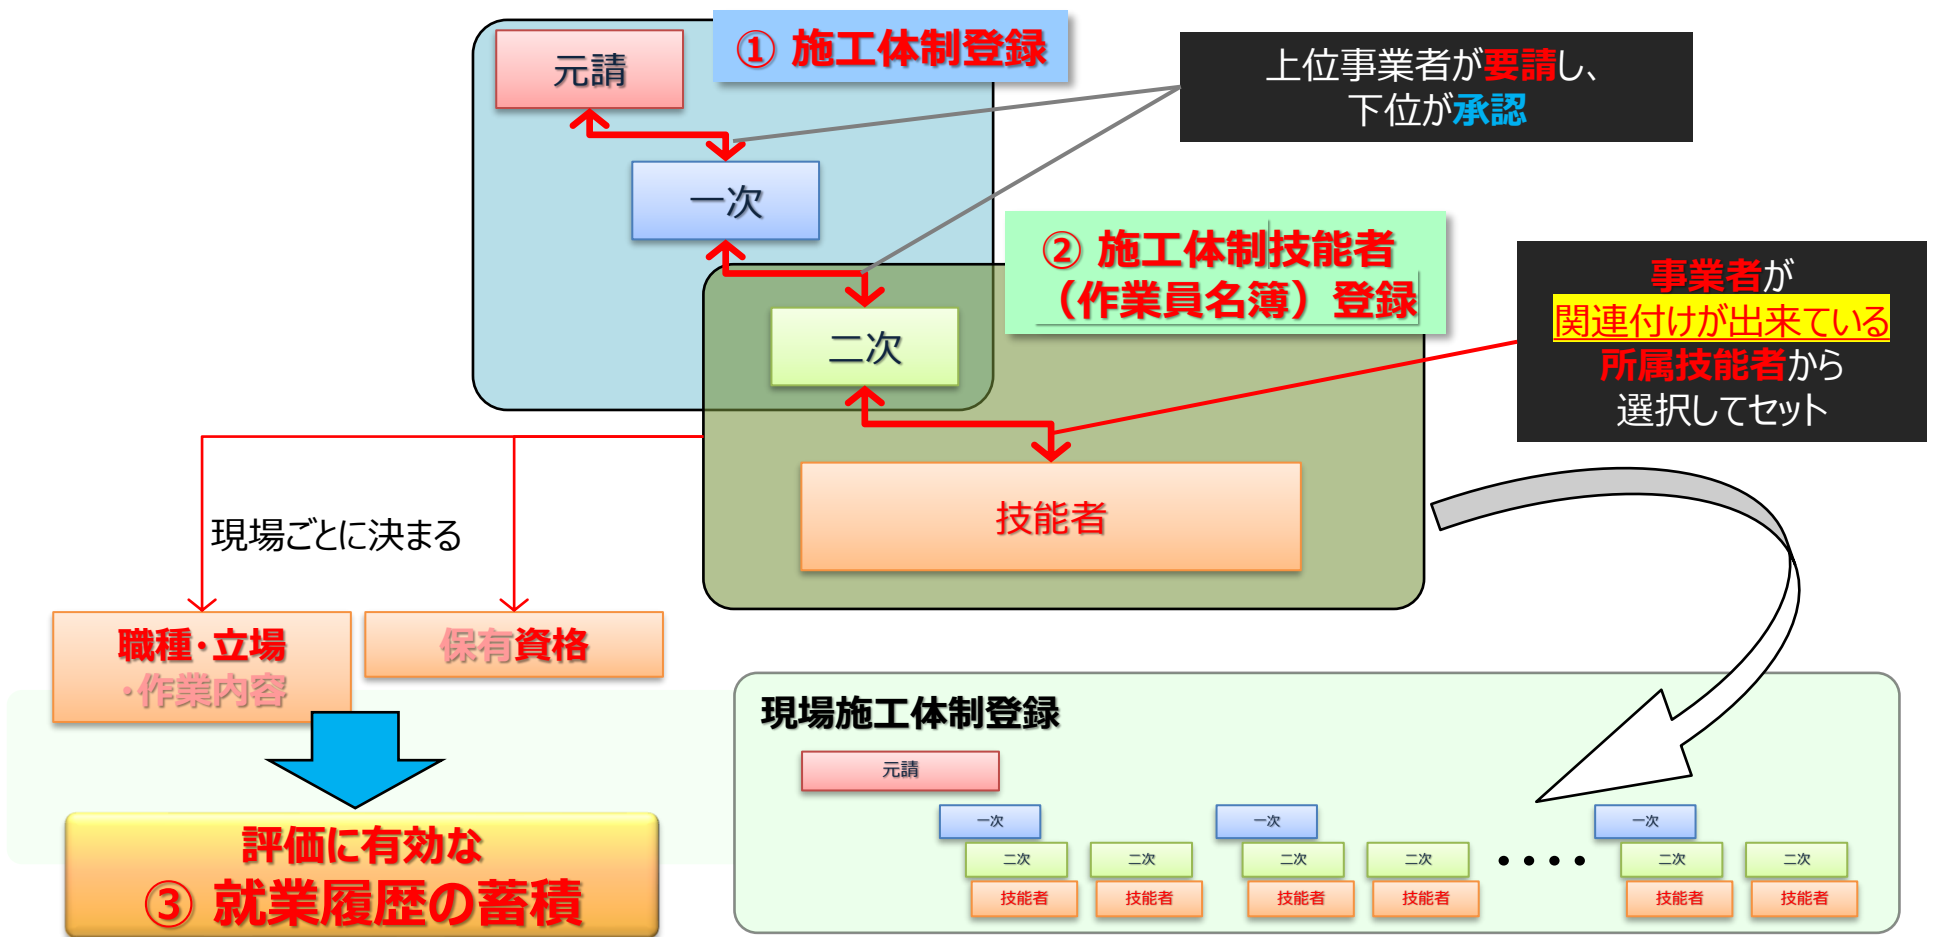 元請
① 施工体制登録
上位事業者が要請し、
下位が承認
一次
② 施工体制技能者
（作業員名簿）登録
事業者が
関連付けが出来ている
所属技能者から
選択してセット
二次
技能者
現場ごとに決まる
職種・立場
・作業内容
保有資格
評価に有効な
③ 就業履歴の蓄積
現場施工体制登録
元請
一次
一次
一次
二次
二次
二次
二次
・・・・
二次
二次
技能者
技能者
技能者
技能者
技能者
技能者